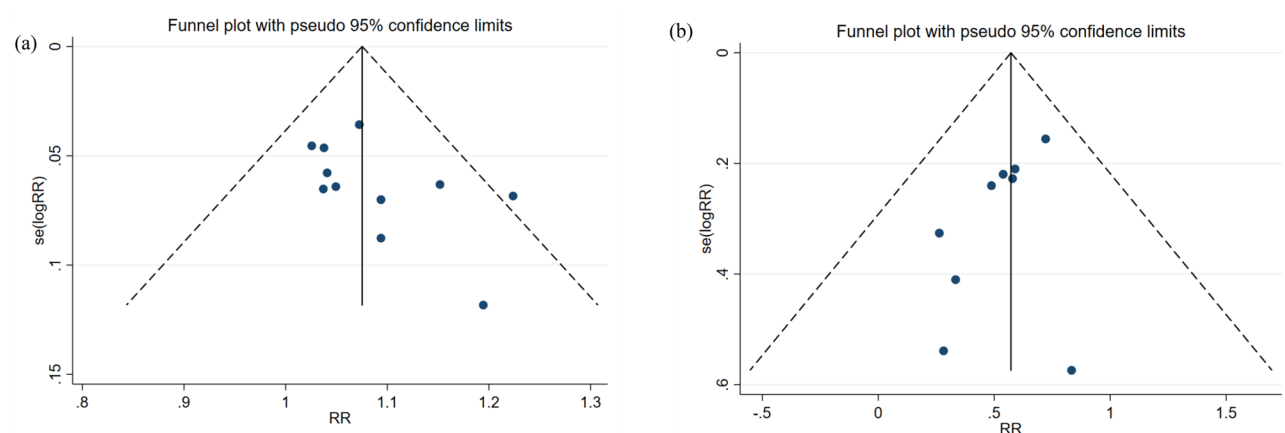 (a)
Funnel plot with pseudo 95% confidence limits
se(logRR)
0
.05
.1
.15
.8
.9
1
1.1
1.2
1.3
RR
(b)
Funnel plot with pseudo 95% confidence limits
se(logRR)
0
.2
.4
.6
-.5
0
.5
1
1.5
RR